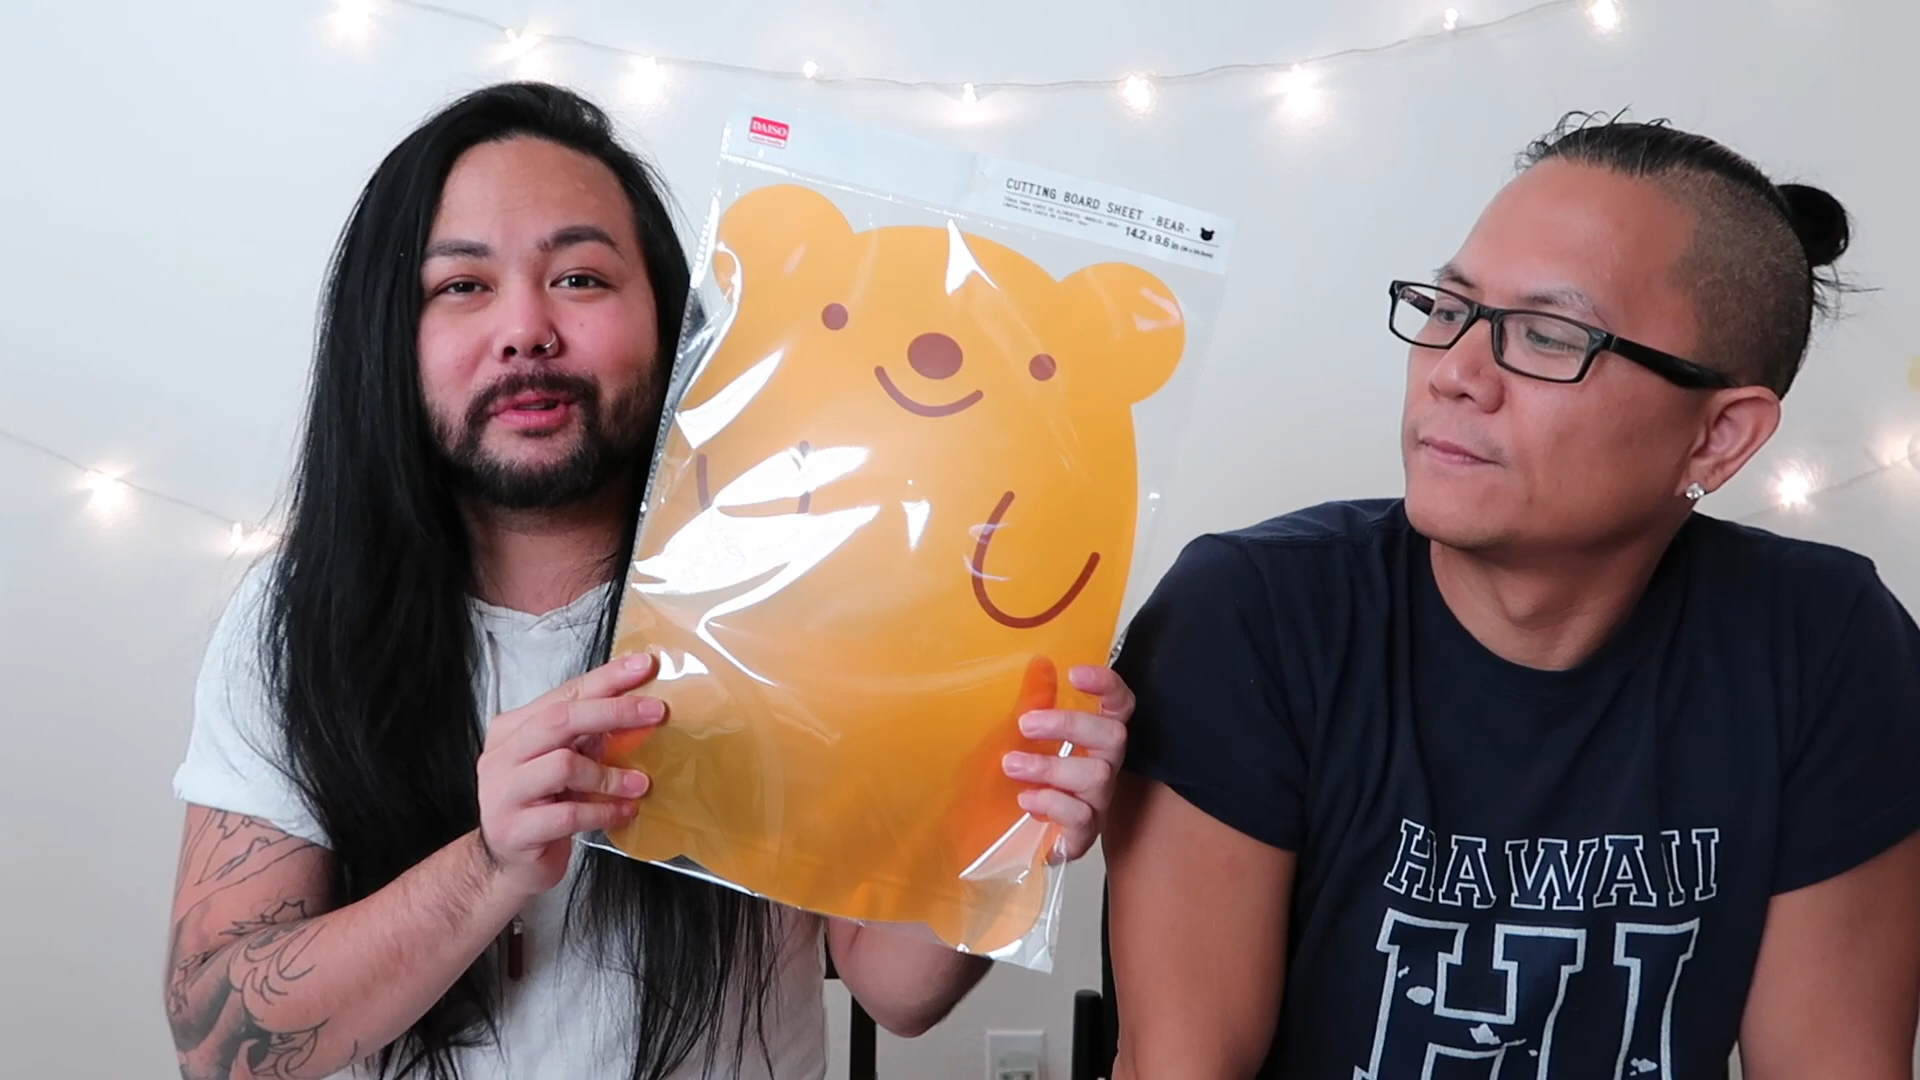 DAISO
CUTTING BOARD SHEET -BEAR-
14.2 x 9.6 in
HAWAII
HI